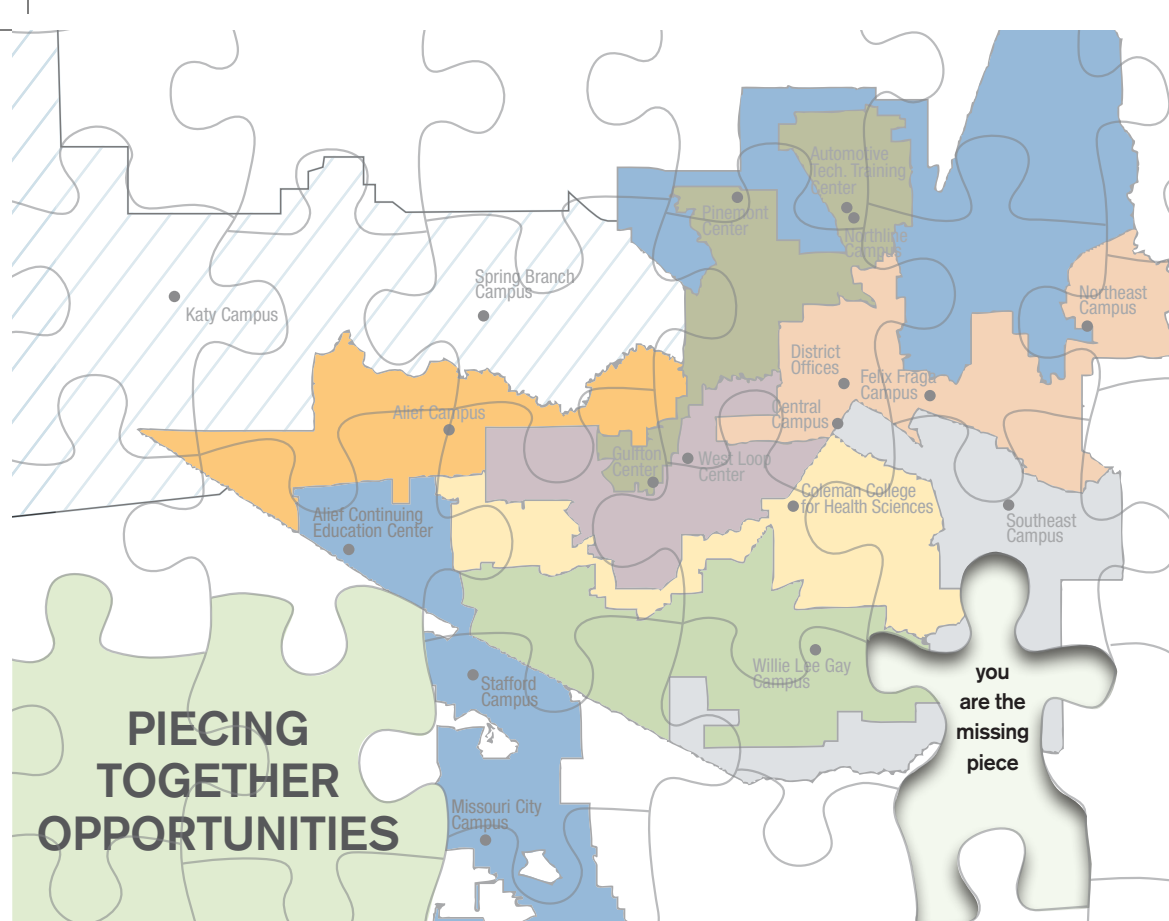 Automotive
Tech. Training
Center
Pinemont
Center
Northline
Campus
Spring Branch
Campus
Katy Campus
Northeast
Campus
District
Offices
Felix Fraga
Campus
Alief Campus
Central
Campus
Gulfton
Center
West Loop
Center
Coleman College
for Health Sciences
Alief Continuing
Education Center
Southeast
Campus
Willie Lee Gay
Campus
Stafford
Campus
you
are the
missing
piece
PIECING
TOGETHER
OPPORTUNITIES
Missouri City
Campus